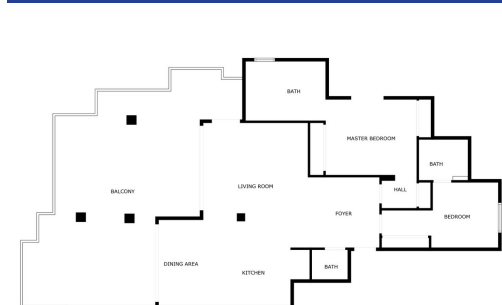 BATH
MASTER BEDROOM
BATH
LIVING ROOM
HALL
BALCONY
FOYER
BEDROOM
DINING AREA
KITCHEN
BATH